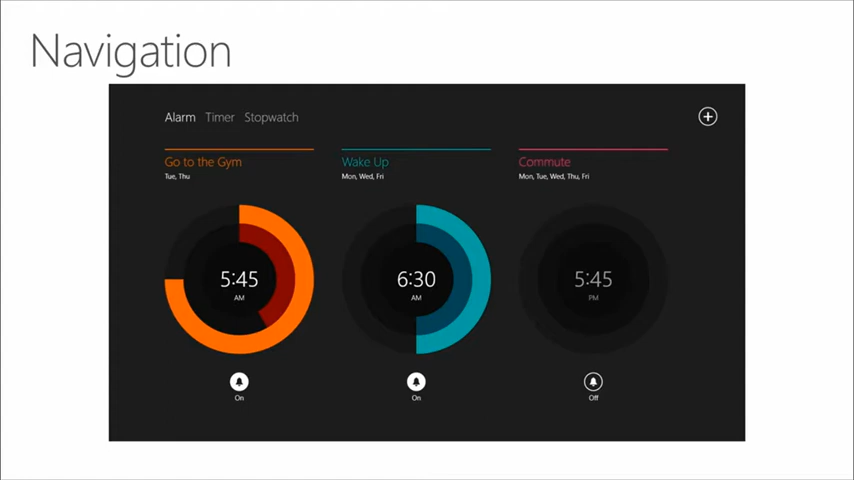 Navigation
Alarm Timer Stopwatch
Go to the Gym
Tue, Thu
Wake Up
Mon, Wed, Fri
Commute
Mon, Tue, Wed, Thu, Fri
5:45
AM
6:30
AM
5:45
PM
On
On
Off